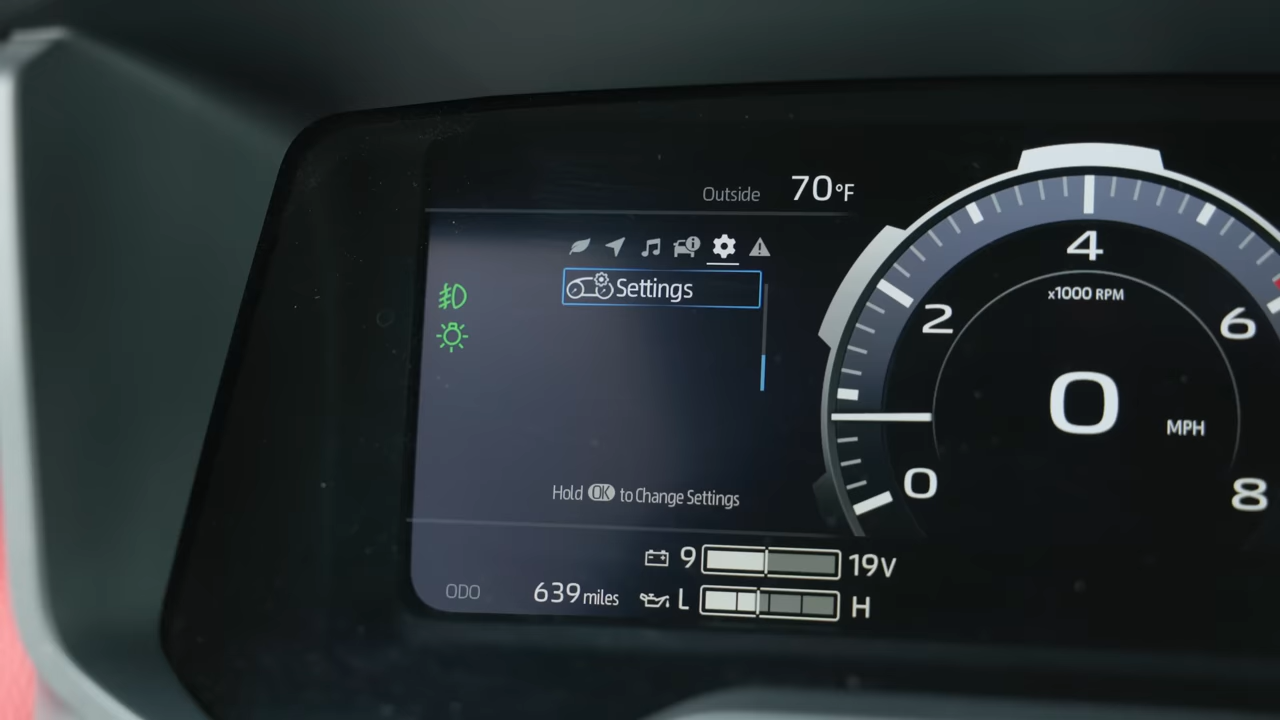 Outside 70°F
Settings
Hold OK to Change Settings
9 19V
ODO 639 miles L H
0 2 4 6 8
x1000 RPM
0 MPH